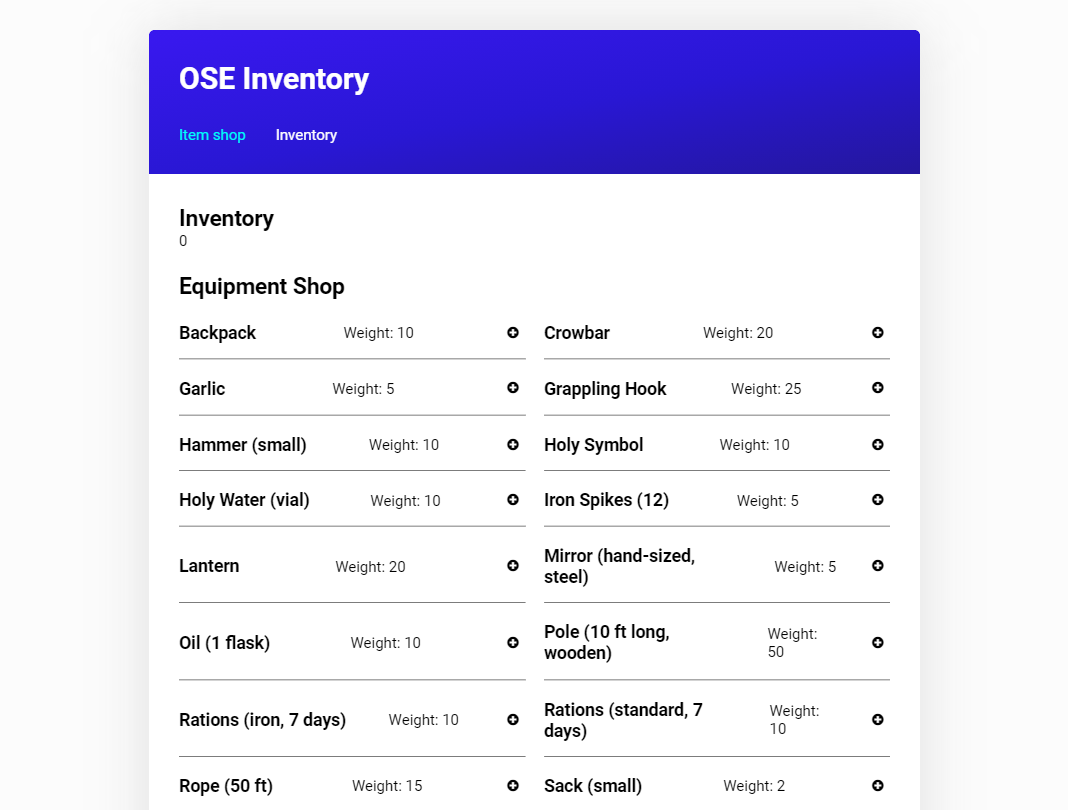 OSE Inventory
Item shop Inventory
Inventory
0
Equipment Shop
Backpack Weight: 10 Crowbar Weight: 20
Garlic Weight: 5 Grappling Hook Weight: 25
Hammer (small) Weight: 10 Holy Symbol Weight: 10
Holy Water (vial) Weight: 10 Iron Spikes (12) Weight: 5
Lantern Weight: 20 Mirror (hand-sized,
steel) Weight: 5
Oil (1 flask) Weight: 10 Pole (10 ft long,
wooden) Weight:
50
Rations (iron, 7 days) Weight: 10 Rations (standard, 7
days) Weight:
10
Rope (50 ft) Weight: 15 Sack (small) Weight: 2